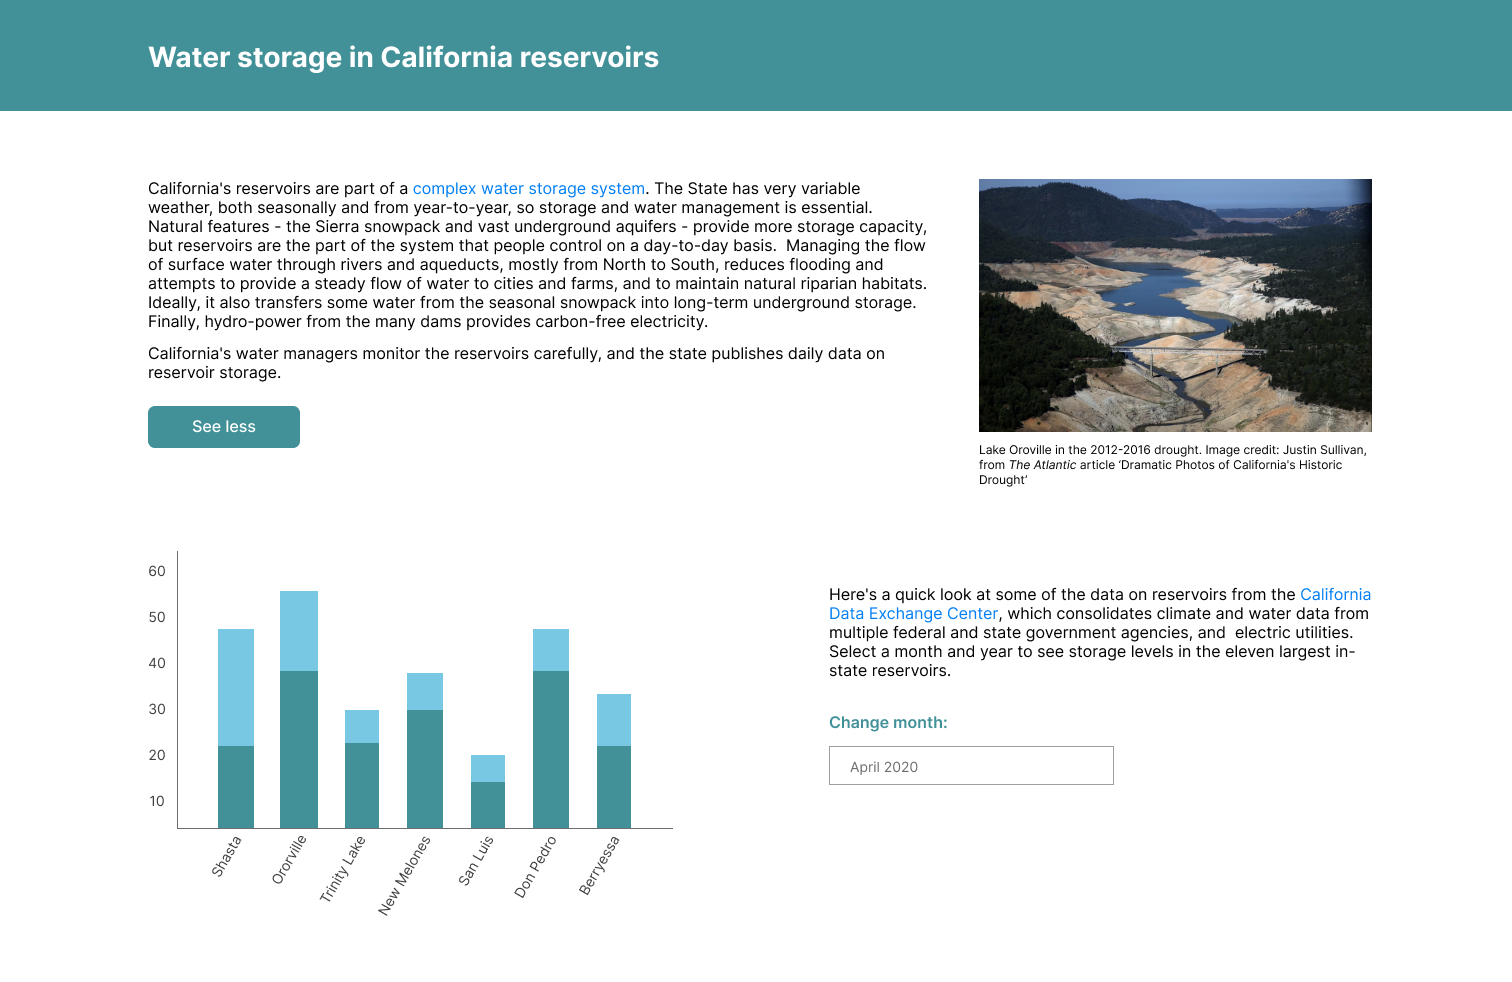 Water storage in California reservoirs
California's reservoirs are part of a complex water storage system. The State has very variable
weather, both seasonally and from year-to-year, so storage and water management is essential.
Natural features - the Sierra snowpack and vast underground aquifers - provide more storage capacity,
but reservoirs are the part of the system that people control on a day-to-day basis.  Managing the flow
of surface water through rivers and aqueducts, mostly from North to South, reduces flooding and
attempts to provide a steady flow of water to cities and farms, and to maintain natural riparian habitats.
Ideally, it also transfers some water from the seasonal snowpack into long-term underground storage.
Finally, hydro-power from the many dams provides carbon-free electricity.
California's water managers monitor the reservoirs carefully, and the state publishes daily data on
reservoir storage.
See less
Lake Oroville in the 2012-2016 drought. Image credit: Justin Sullivan,
from The Atlantic article ‘Dramatic Photos of California's Historic
Drought’
60
50
40
30
20
10
Shasta
Ororville
Trinity Lake
New Melones
San Luis
Don Pedro
Berryessa
Here's a quick look at some of the data on reservoirs from the California
Data Exchange Center, which consolidates climate and water data from
multiple federal and state government agencies, and  electric utilities.
Select a month and year to see storage levels in the eleven largest in-
state reservoirs.
Change month:
April 2020